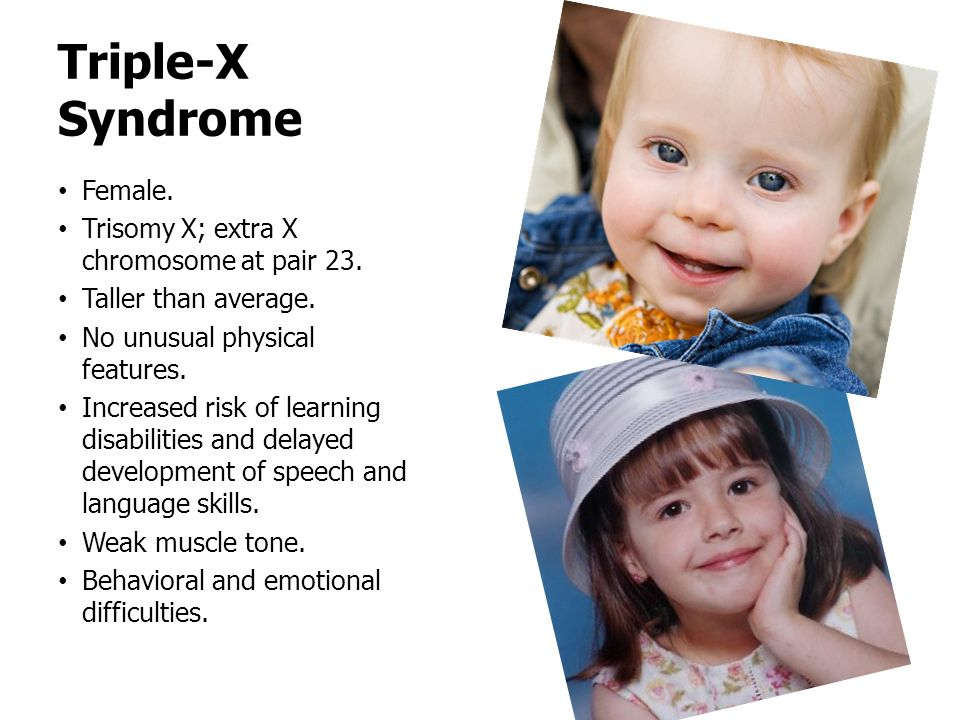 Triple-X
Syndrome
• Female.
• Trisomy X; extra X
chromosome at pair 23.
• Taller than average.
• No unusual physical
features.
• Increased risk of learning
disabilities and delayed
development of speech and
language skills.
• Weak muscle tone.
• Behavioral and emotional
difficulties.